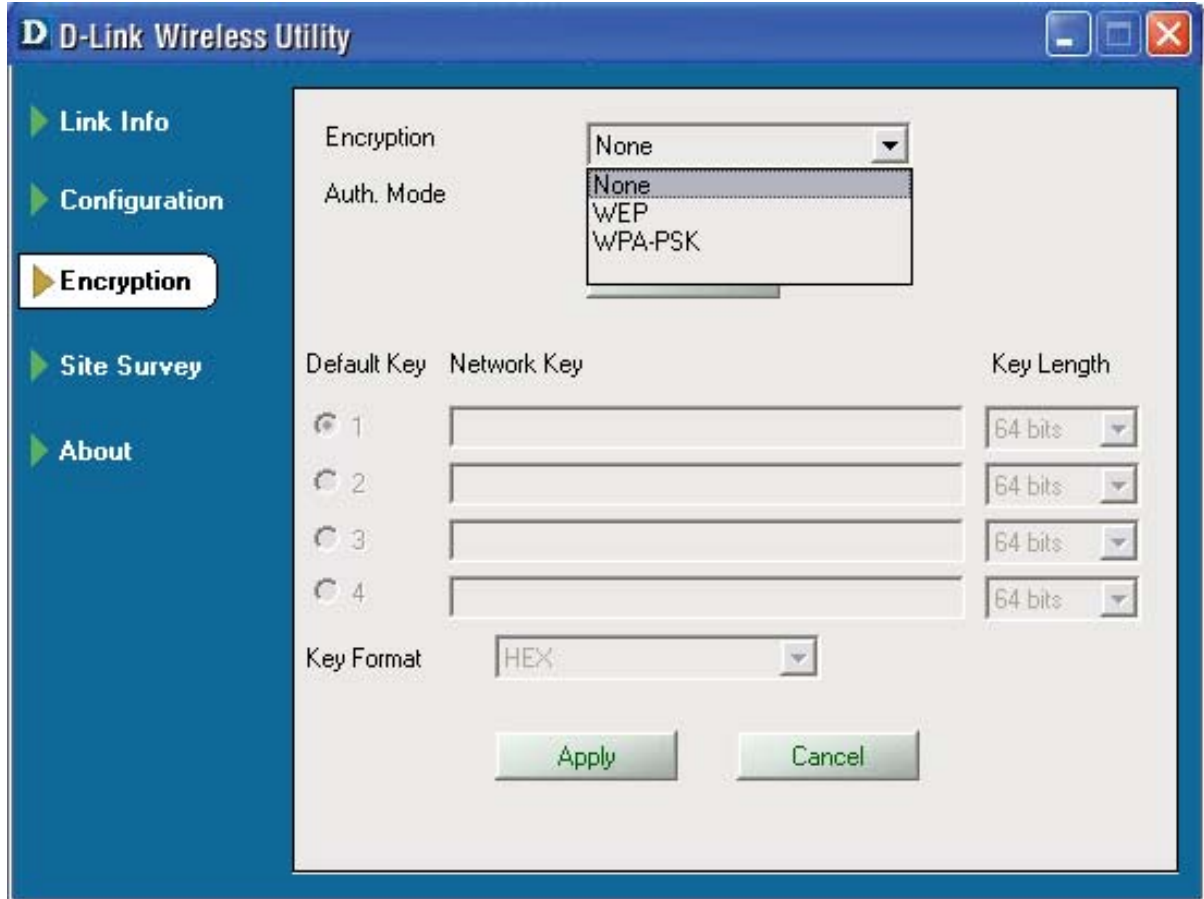 D D-Link Wireless Utility
Link Info
Configuration
Encryption
Site Survey
About
Encryption
None
None
WEP
WPA-PSK
Auth. Mode
Default Key Network Key Key Length
1 64 bits
2 64 bits
3 64 bits
4 64 bits
Key Format HEX
Apply Cancel